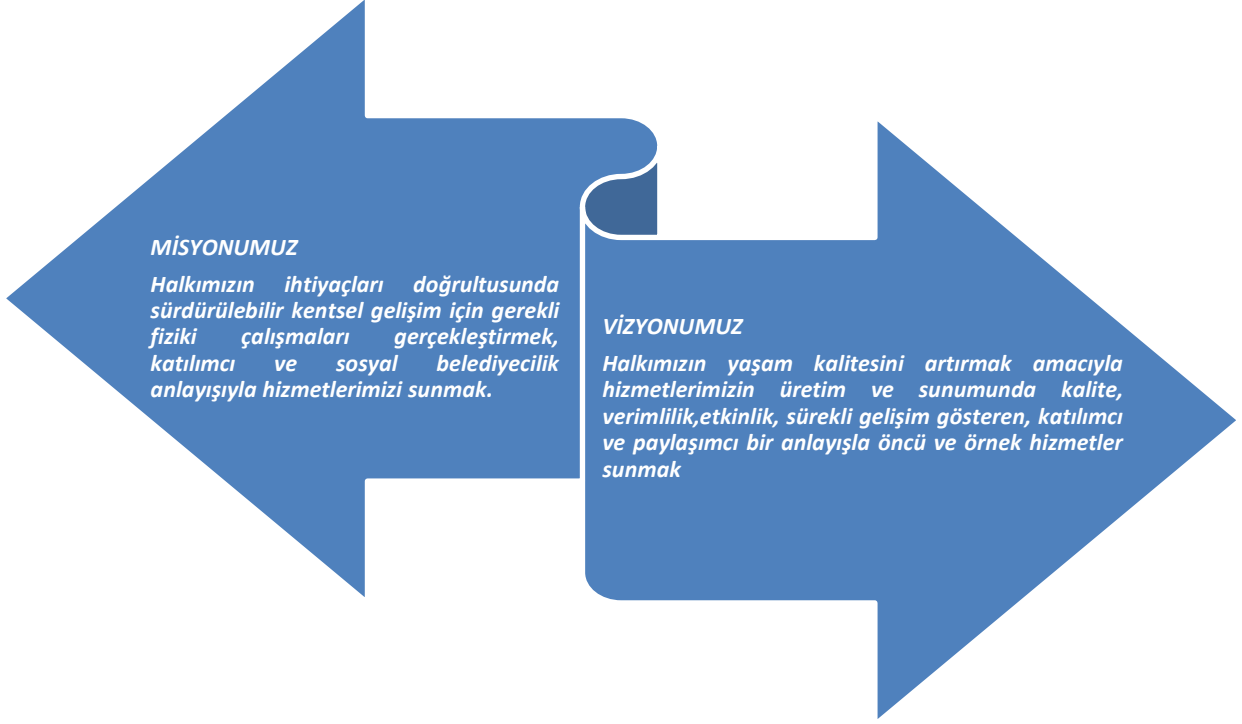 MİSYONUMUZ
Halkımızın ihtiyaçları doğrultusunda
sürdürülebilir kentsel gelişim için gerekli
fiziki çalışmaları gerçekleştirmek,
katılımcı ve sosyal belediyecilik
anlayışıyla hizmetlerimizi sunmak.
VİZYONUMUZ
Halkımızın yaşam kalitesini artırmak amacıyla
hizmetlerimizin üretim ve sunumunda kalite,
verimlilik,etkinlik, sürekli gelişim gösteren, katılımcı
ve paylaşımcı bir anlayışla öncü ve örnek hizmetler
sunmak